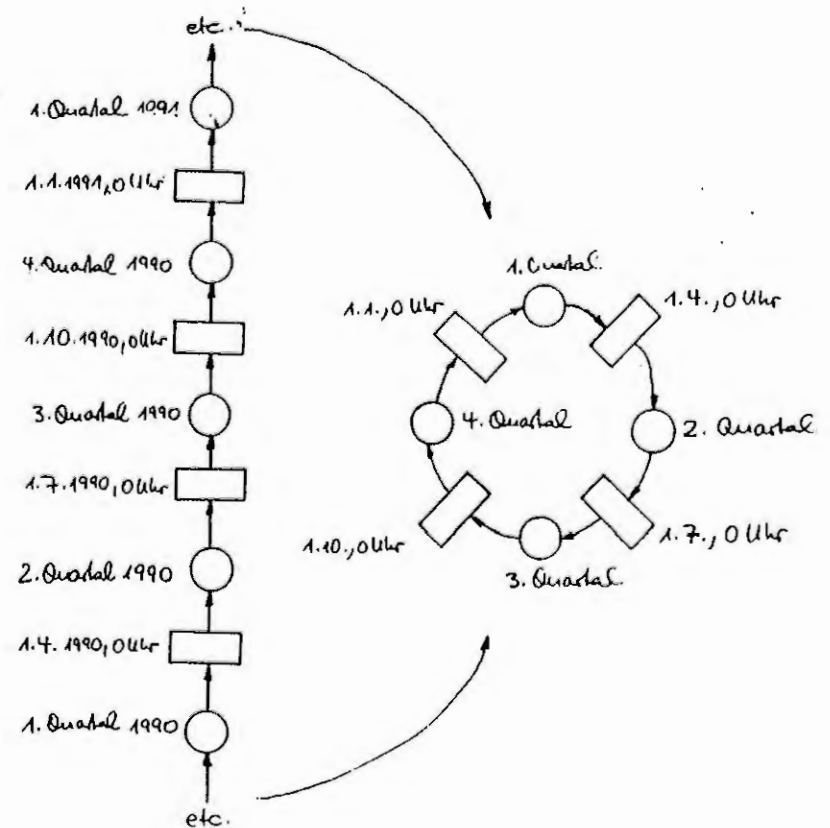 etc.
1. Quartal 1991
1.1.1991, 0 Uhr
4. Quartal 1990
1.10.1990, 0 Uhr
3. Quartal 1990
1.7.1990, 0 Uhr
2. Quartal 1990
1.4.1990, 0 Uhr
1. Quartal 1990
etc.
1. Quartal
1.1., 0 Uhr
1.4., 0 Uhr
4. Quartal
2. Quartal
1.10., 0 Uhr
1.7., 0 Uhr
3. Quartal